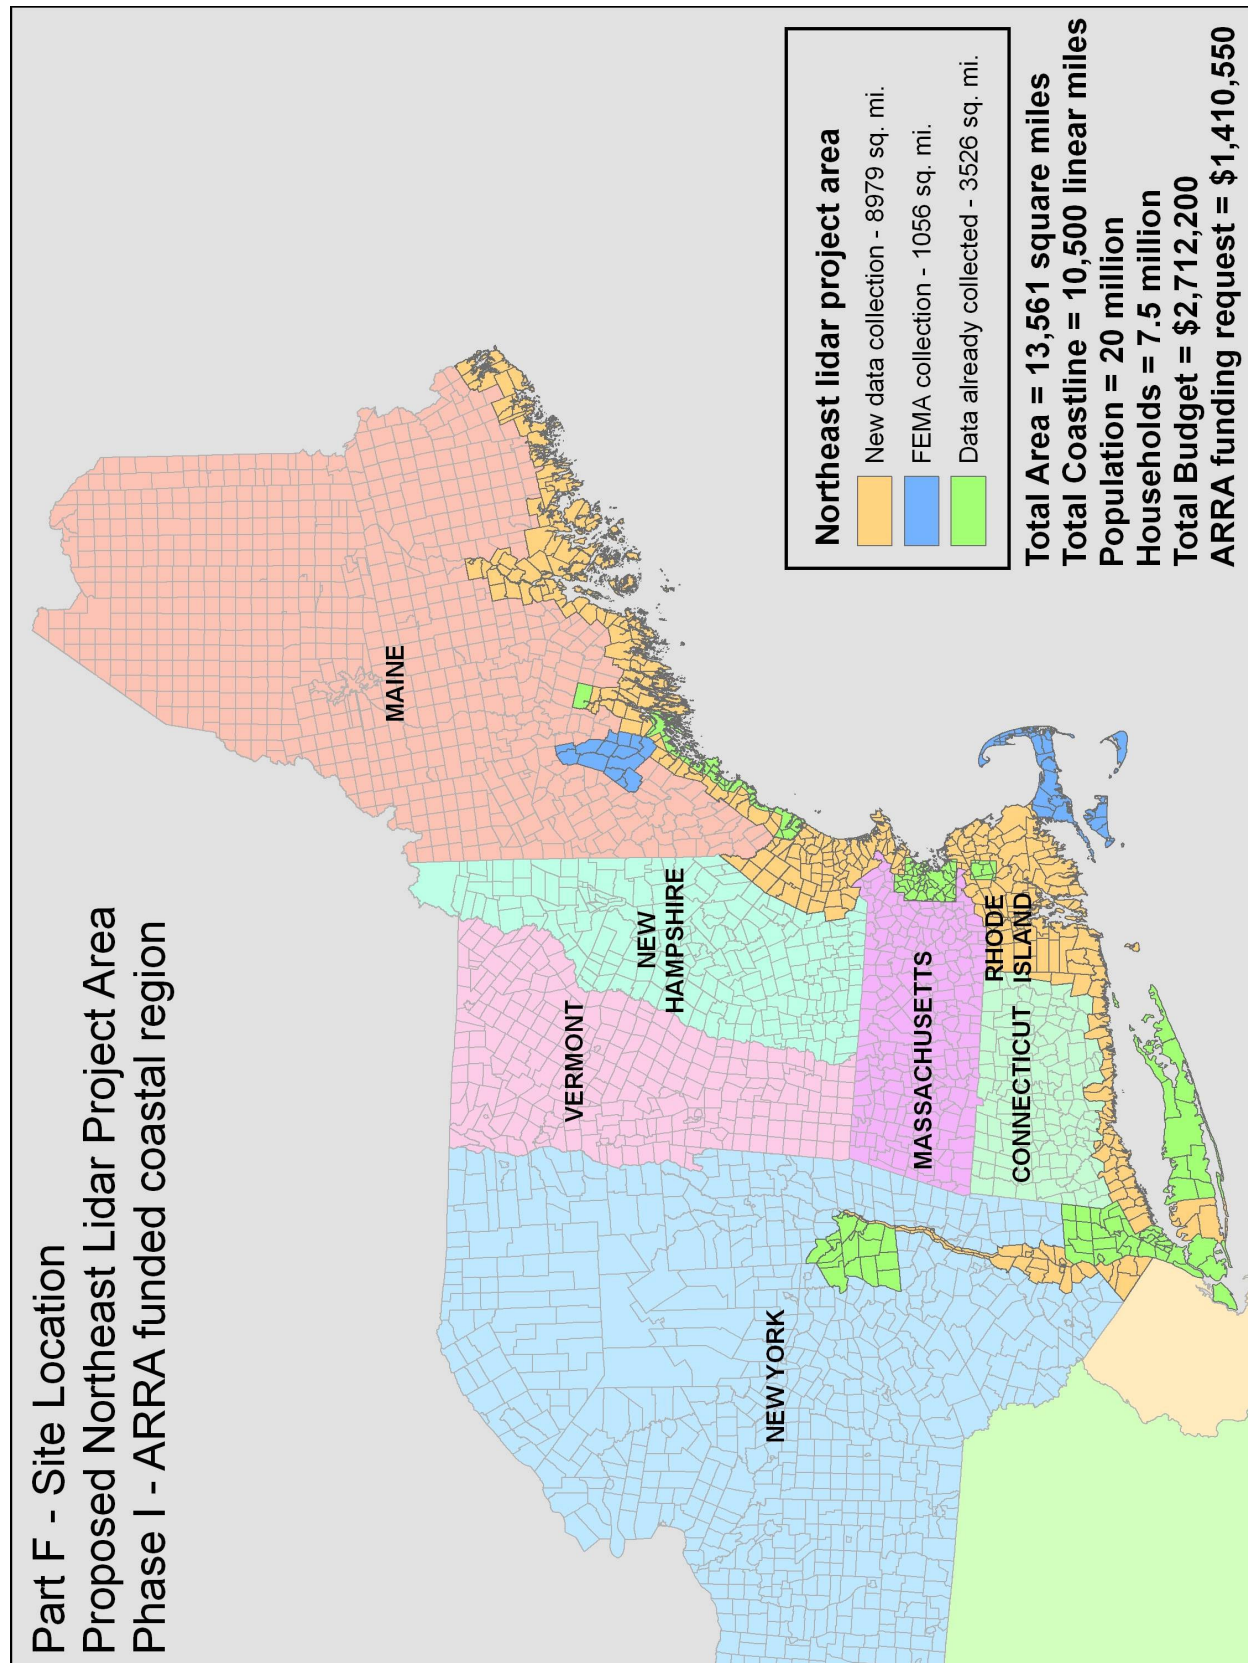 Part F - Site Location
Proposed Northeast Lidar Project Area
Phase I - ARRA funded coastal region
MAINE
VERMONT
NEW
HAMPSHIRE
NEW YORK
MASSACHUSETTS
CONNECTICUT
RHODE
ISLAND
Northeast lidar project area
New data collection - 8979 sq. mi.
FEMA collection - 1056 sq. mi.
Data already collected - 3526 sq. mi.
Total Area = 13,561 square miles
Total Coastline = 10,500 linear miles
Population = 20 million
Households = 7.5 million
Total Budget = $2,712,200
ARRA funding request = $1,410,550